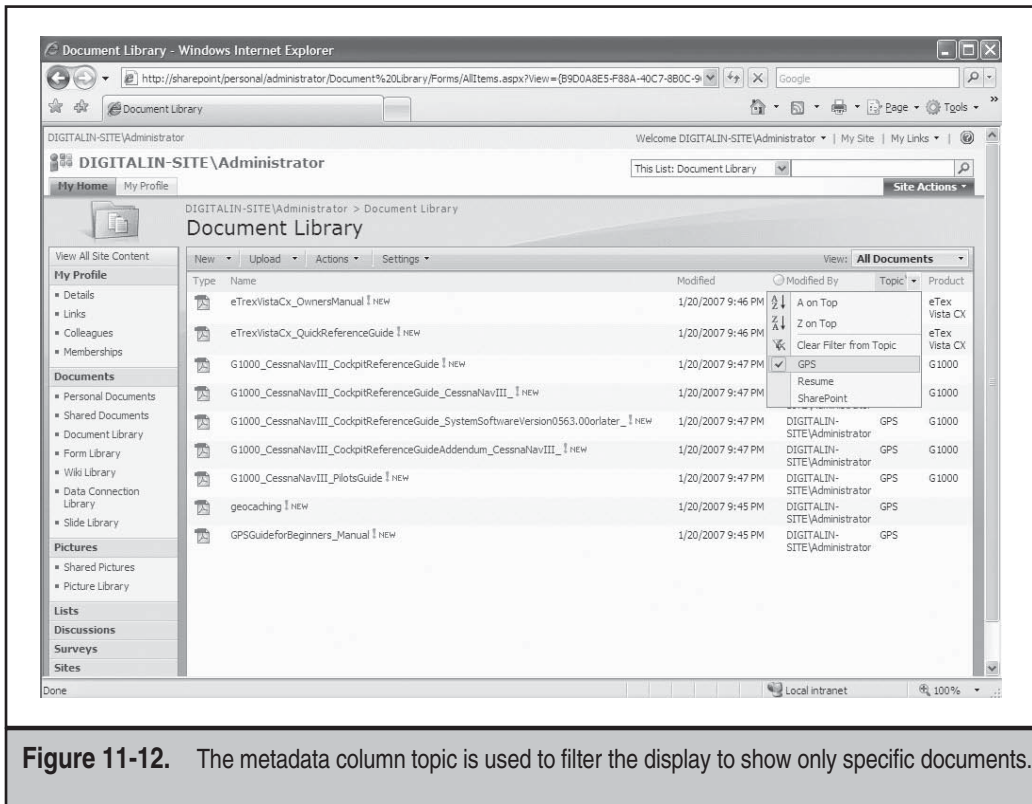 Document Library - Windows Internet Explorer
http://sharepoint/personal/administrator/Document%20Library/Forms/AllItems.aspx?View={B9D0A8E5-F88A-40C7-8B0C-9
Google
Document Library
Page Tools
DIGITALIN-SITE\Administrator
Welcome DIGITALIN-SITE\Administrator | My Site | My Links |
DIGITALIN-SITE\Administrator
This List: Document Library
My Home My Profile
Site Actions
DIGITALIN-SITE\Administrator > Document Library
Document Library
View All Site Content
My Profile
Details
Links
Colleagues
Memberships
Documents
Personal Documents
Shared Documents
Document Library
Form Library
Wiki Library
Data Connection
Library
Slide Library
Pictures
Shared Pictures
Picture Library
Lists
Discussions
Surveys
Sites
New Upload Actions Settings
View: All Documents
Type Name Modified Modified By Topic Product
eTrexVistaCx_OwnersManual ! NEW 1/20/2007 9:46 PM eTex
Vista CX
eTrexVistaCx_QuickReferenceGuide ! NEW 1/20/2007 9:46 PM eTex
Vista CX
G1000_CessnaNavIII_CockpitReferenceGuide ! NEW 1/20/2007 9:47 PM G1000
G1000_CessnaNavIII_CockpitReferenceGuide_CessnaNavIII_ ! NEW 1/20/2007 9:47 PM G1000
G1000_CessnaNavIII_CockpitReferenceGuide_SystemSoftwareVersion0563.00orlater_ ! NEW 1/20/2007 9:47 PM DIGITALIN- GPS G1000
SITE\Administrator
G1000_CessnaNavIII_CockpitReferenceGuideAddendum_CessnaNavIII_ ! NEW 1/20/2007 9:47 PM DIGITALIN- GPS G1000
SITE\Administrator
G1000_CessnaNavIII_PilotsGuide ! NEW 1/20/2007 9:47 PM DIGITALIN- GPS G1000
SITE\Administrator
geocaching ! NEW 1/20/2007 9:45 PM DIGITALIN- GPS
SITE\Administrator
GPSGuideforBeginners_Manual ! NEW 1/20/2007 9:45 PM DIGITALIN- GPS
SITE\Administrator
A on Top
Z on Top
Clear Filter from Topic
GPS
Resume
SharePoint
Done
Local intranet
100%
Figure 11-12. The metadata column topic is used to filter the display to show only specific documents.